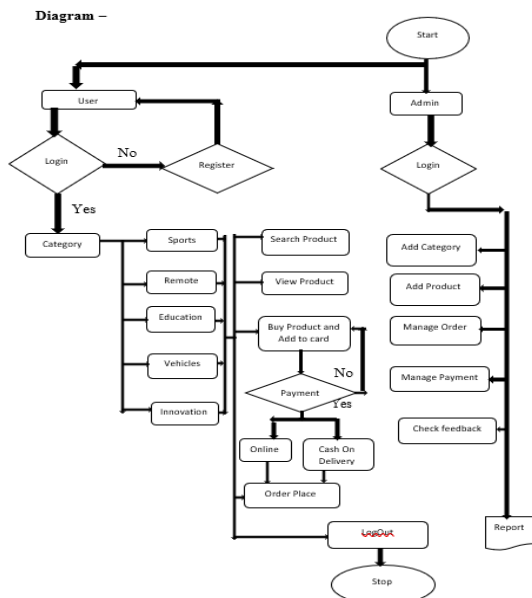 Diagram –
Start
User
Admin
Login
No
Register
Login
Yes
Category
Sports
Search Product
Add Category
Remote
View Product
Add Product
Education
Buy Product and
Add to card
Manage Order
Vehicles
No
Payment
Manage Payment
Yes
Innovation
Check feedback
Online
Cash On
Delivery
Order Place
LogOut
Report
Stop